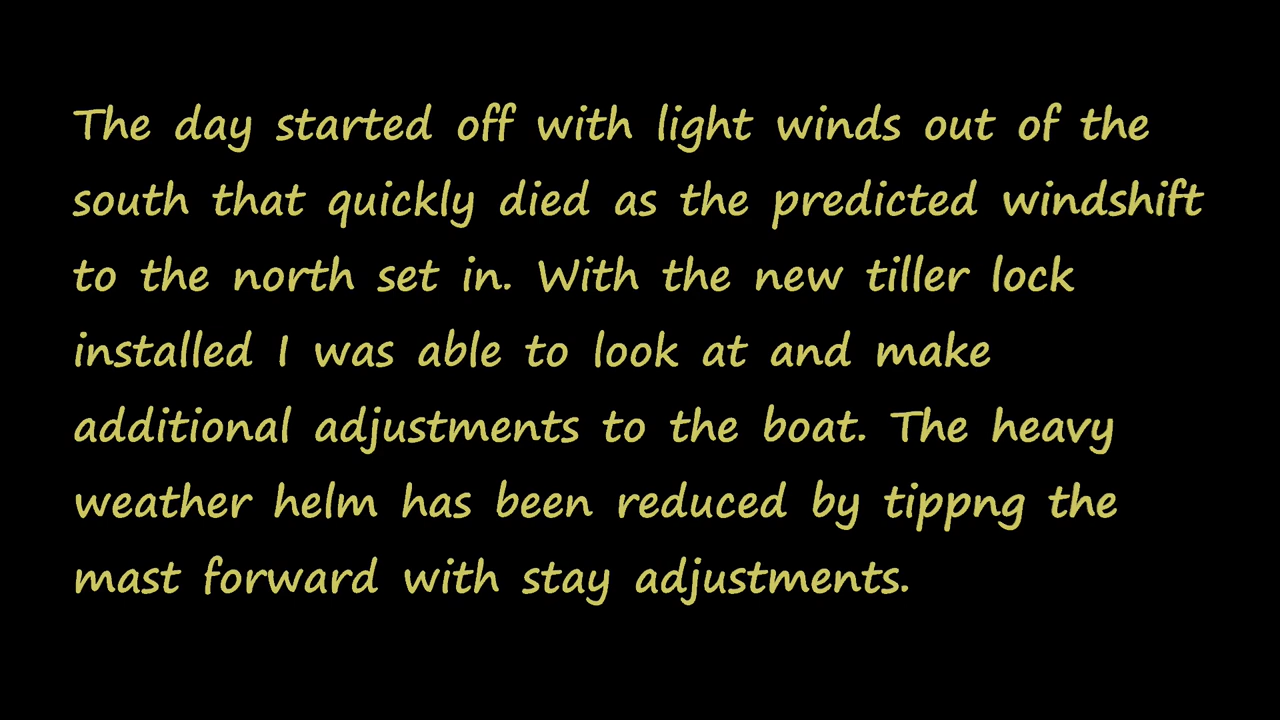 The day started off with light winds out of the
south that quickly died as the predicted windshift
to the north set in. With the new tiller lock
installed I was able to look at and make
additional adjustments to the boat. The heavy
weather helm has been reduced by tippng the
mast forward with stay adjustments.